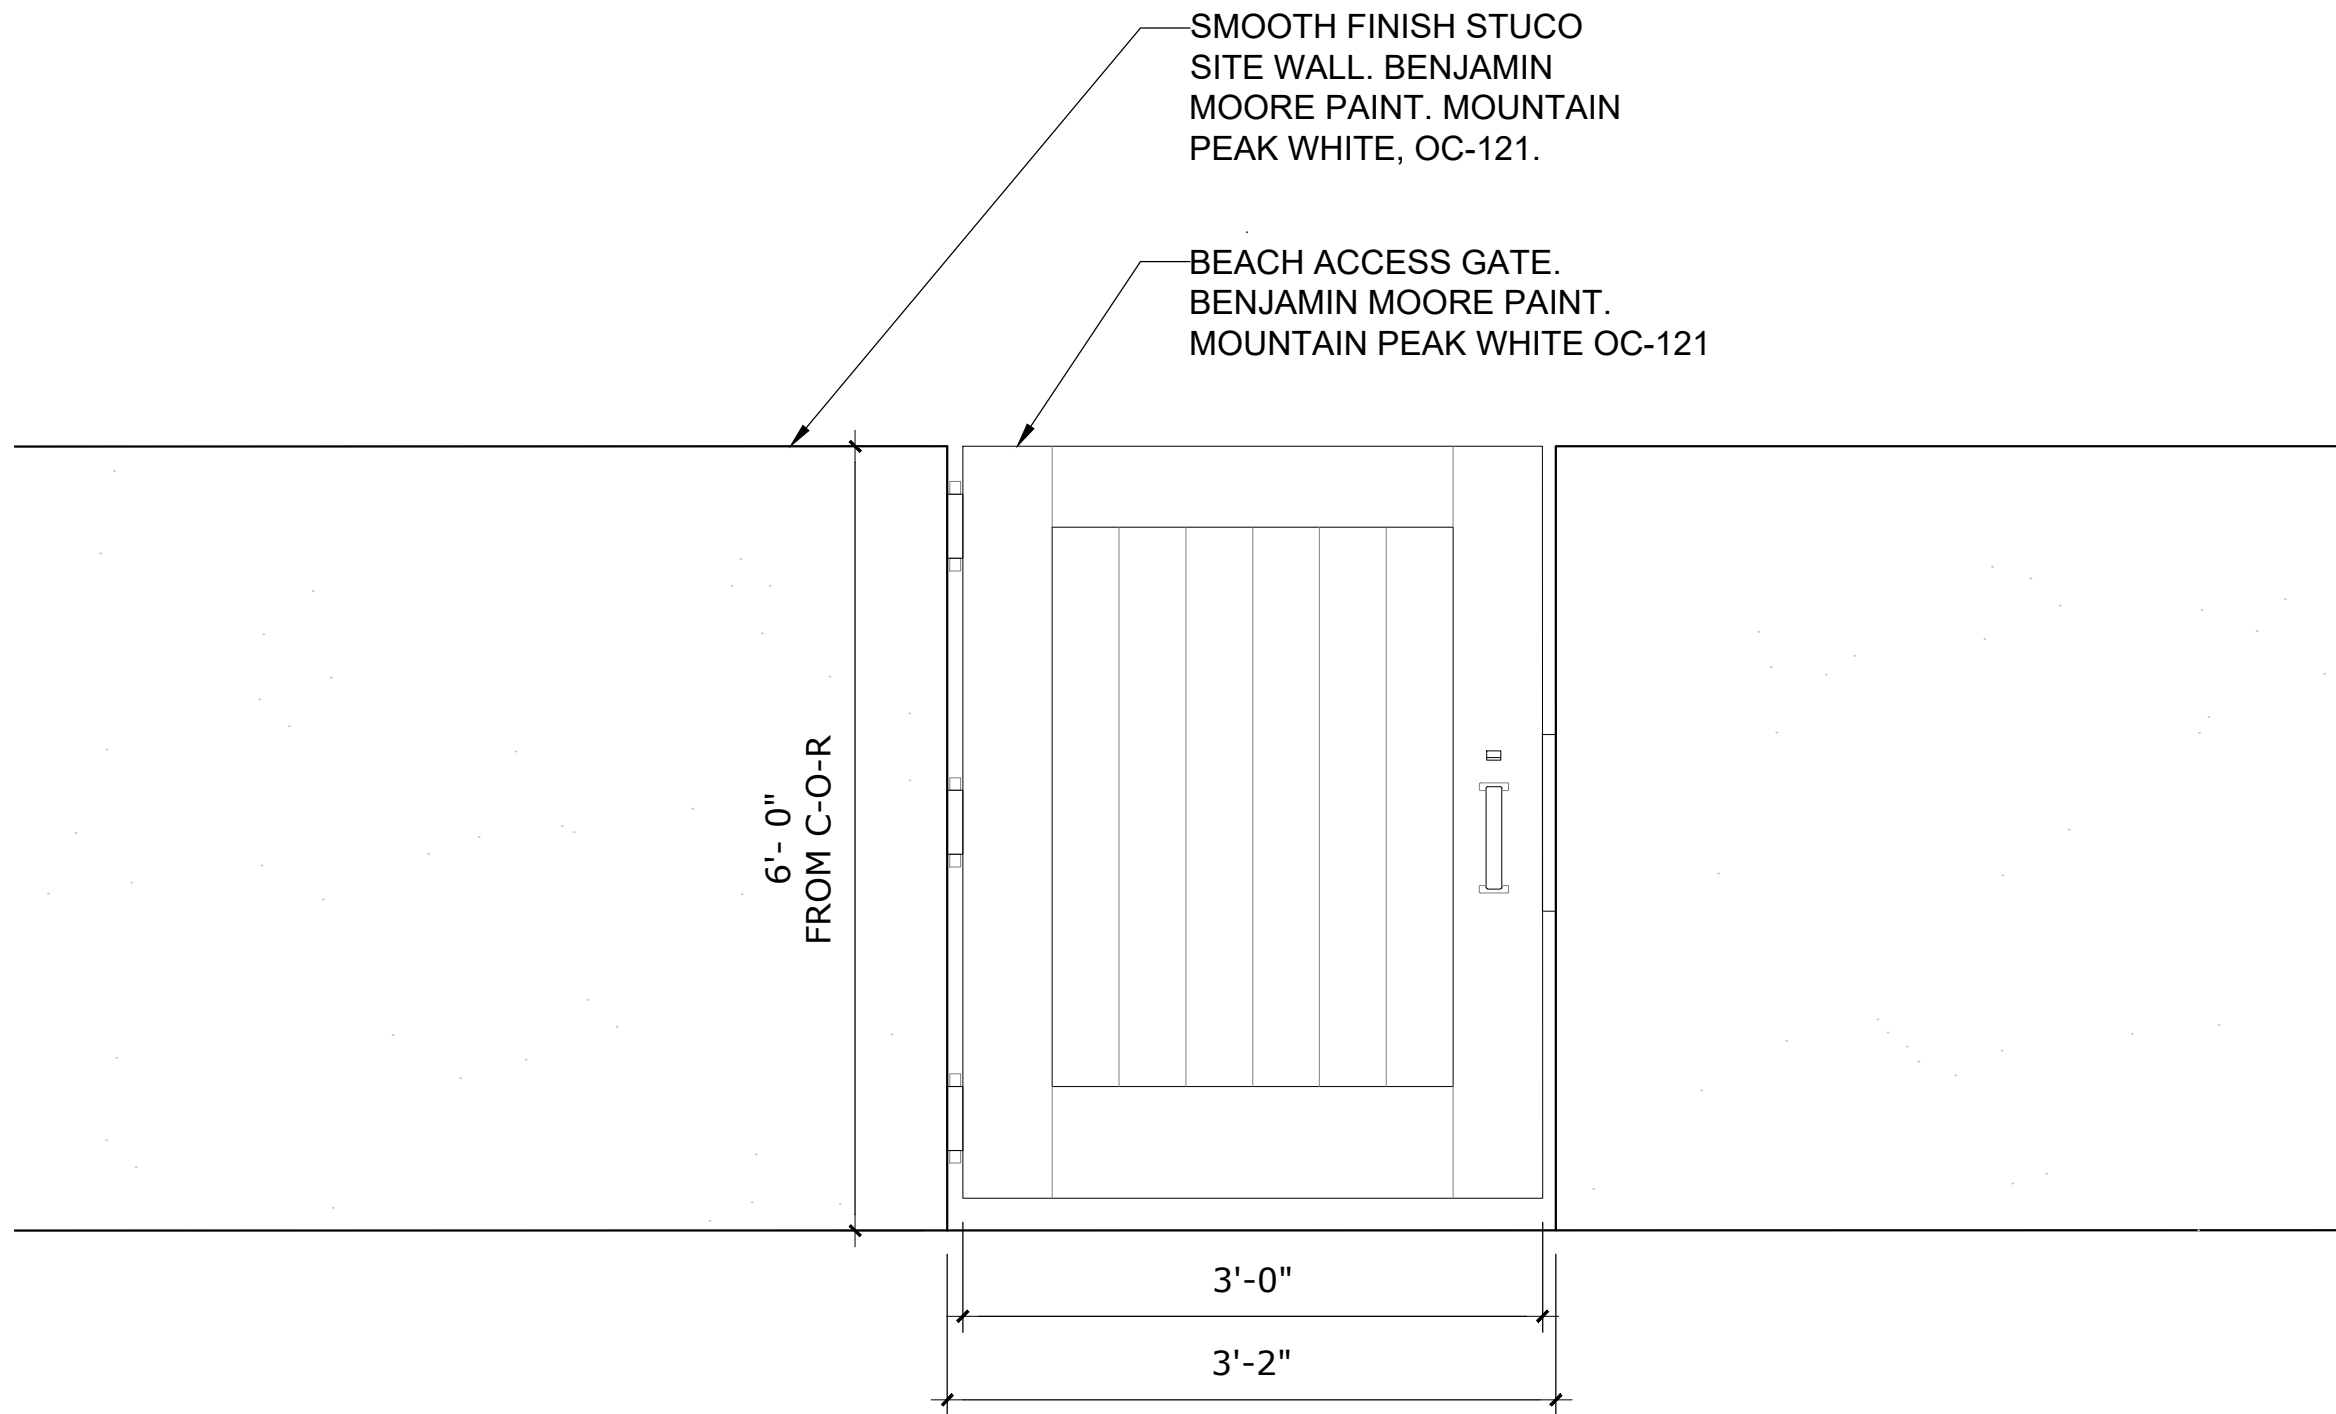 SMOOTH FINISH STUCO
SITE WALL. BENJAMIN
MOORE PAINT. MOUNTAIN
PEAK WHITE, OC-121.
BEACH ACCESS GATE.
BENJAMIN MOORE PAINT.
MOUNTAIN PEAK WHITE OC-121
6'- 0"
FROM C-O-R
3'-0"
3'-2"